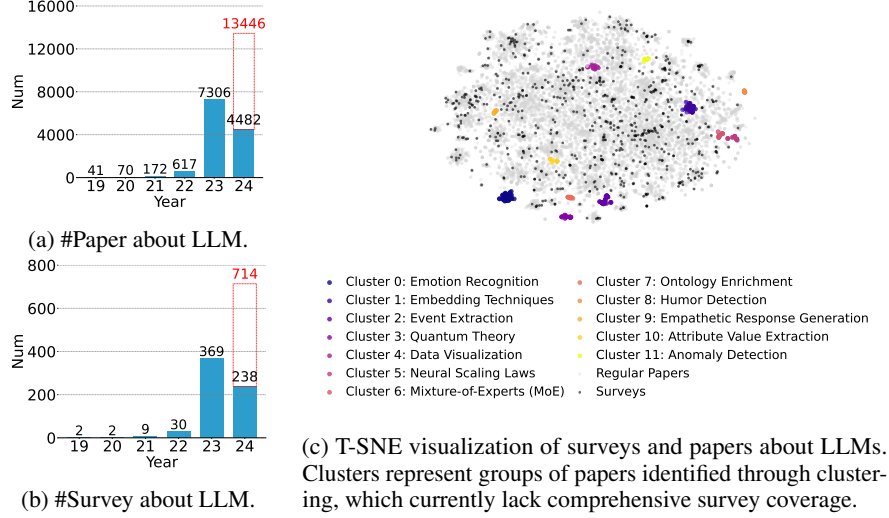 16000
13446
12000
Num
8000
7306
4482
4000
41
70
172
617
0
19 20 21 22 23 24
Year
(a) #Paper about LLM.
800
714
600
Num
400
369
238
200
2
2
9
30
0
19 20 21 22 23 24
Year
(b) #Survey about LLM.
Cluster 0: Emotion Recognition
Cluster 1: Embedding Techniques
Cluster 2: Event Extraction
Cluster 3: Quantum Theory
Cluster 4: Data Visualization
Cluster 5: Neural Scaling Laws
Cluster 6: Mixture-of-Experts (MoE)
Cluster 7: Ontology Enrichment
Cluster 8: Humor Detection
Cluster 9: Empathetic Response Generation
Cluster 10: Attribute Value Extraction
Cluster 11: Anomaly Detection
Regular Papers
Surveys
(c) T-SNE visualization of surveys and papers about LLMs.
Clusters represent groups of papers identified through cluster-
ing, which currently lack comprehensive survey coverage.